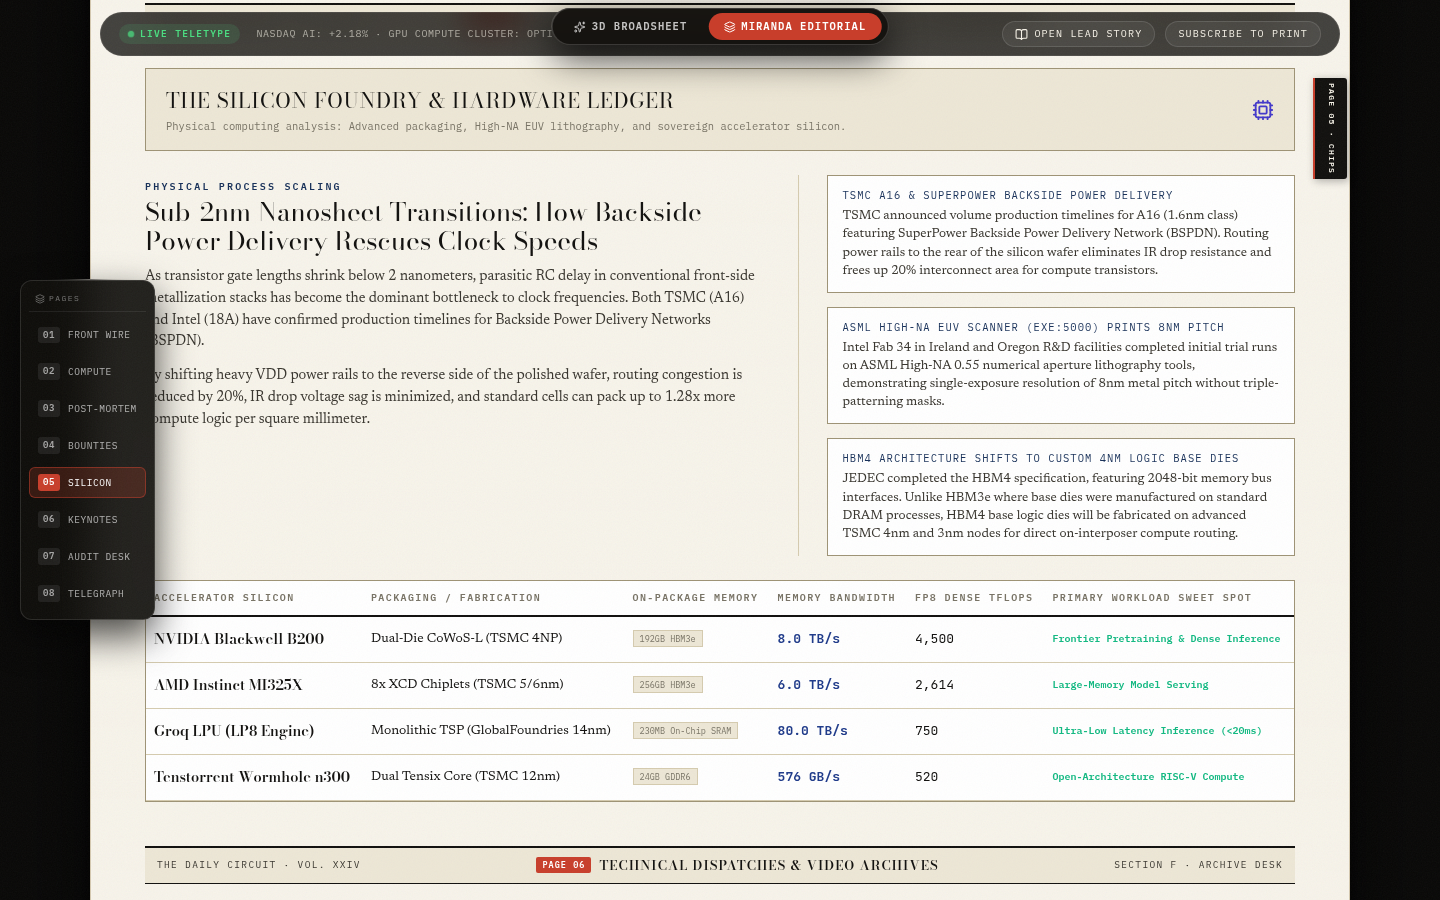 LIVE TELETYPE
NASDAQ AI: +2.18% · GPU COMPUTE CLUSTER:
3D BROADSHEET
MIRANDA EDITORIAL
OPEN LEAD STORY
SUBSCRIBE TO PRINT
THE SILICON FOUNDRY & HARDWARE LEDGER
Physical computing analysis: Advanced packaging, High-NA EUV lithography, and sovereign accelerator silicon.
PAGE 05 · CHIPS
PHYSICAL PROCESS SCALING
Sub-2nm Nanosheet Transitions: How Backside
Power Delivery Rescues Clock Speeds
As transistor gate lengths shrink below 2 nanometers, parasitic RC delay in conventional front-side
etallization stacks has become the dominant bottleneck to clock frequencies. Both TSMC (A16)
nd Intel (18A) have confirmed production timelines for Backside Power Delivery Networks
BSPDN).
y shifting heavy VDD power rails to the reverse side of the polished wafer, routing congestion is
educed by 20%, IR drop voltage sag is minimized, and standard cells can pack up to 1.28x more
ompute logic per square millimeter.
TSMC A16 & SUPERPOWER BACKSIDE POWER DELIVERY
TSMC announced volume production timelines for A16 (1.6nm class)
featuring SuperPower Backside Power Delivery Network (BSPDN). Routing
power rails to the rear of the silicon wafer eliminates IR drop resistance and
frees up 20% interconnect area for compute transistors.
ASML HIGH-NA EUV SCANNER (EXE:5000) PRINTS 8NM PITCH
Intel Fab 34 in Ireland and Oregon R&D facilities completed initial trial runs
on ASML High-NA 0.55 numerical aperture lithography tools,
demonstrating single-exposure resolution of 8nm metal pitch without triple-
patterning masks.
HBM4 ARCHITECTURE SHIFTS TO CUSTOM 4NM LOGIC BASE DIES
JEDEC completed the HBM4 specification, featuring 2048-bit memory bus
interfaces. Unlike HBM3e where base dies were manufactured on standard
DRAM processes, HBM4 base logic dies will be fabricated on advanced
TSMC 4nm and 3nm nodes for direct on-interposer compute routing.
PAGES
01 FRONT WIRE
02 COMPUTE
03 POST-MORTEM
04 BOUNTIES
05 SILICON
06 KEYNOTES
07 AUDIT DESK
08 TELEGRAPH
ACCELERATOR SILICON PACKAGING / FABRICATION ON-PACKAGE MEMORY MEMORY BANDWIDTH FP8 DENSE TFLOPS PRIMARY WORKLOAD SWEET SPOT
NVIDIA Blackwell B200 Dual-Die CoWoS-L (TSMC 4NP) 192GB HBM3e 8.0 TB/s 4,500 Frontier Pretraining & Dense Inference
AMD Instinct MI325X 8x XCD Chiplets (TSMC 5/6nm) 256GB HBM3e 6.0 TB/s 2,614 Large-Memory Model Serving
Groq LPU (LP8 Engine) Monolithic TSP (GlobalFoundries 14nm) 230MB On-Chip SRAM 80.0 TB/s 750 Ultra-Low Latency Inference (<20ms)
Tenstorrent Wormhole n300 Dual Tensix Core (TSMC 12nm) 24GB GDDR6 576 GB/s 520 Open-Architecture RISC-V Compute
THE DAILY CIRCUIT · VOL. XXIV
PAGE 06 TECHNICAL DISPATCHES & VIDEO ARCHIVES
SECTION F · ARCHIVE DESK